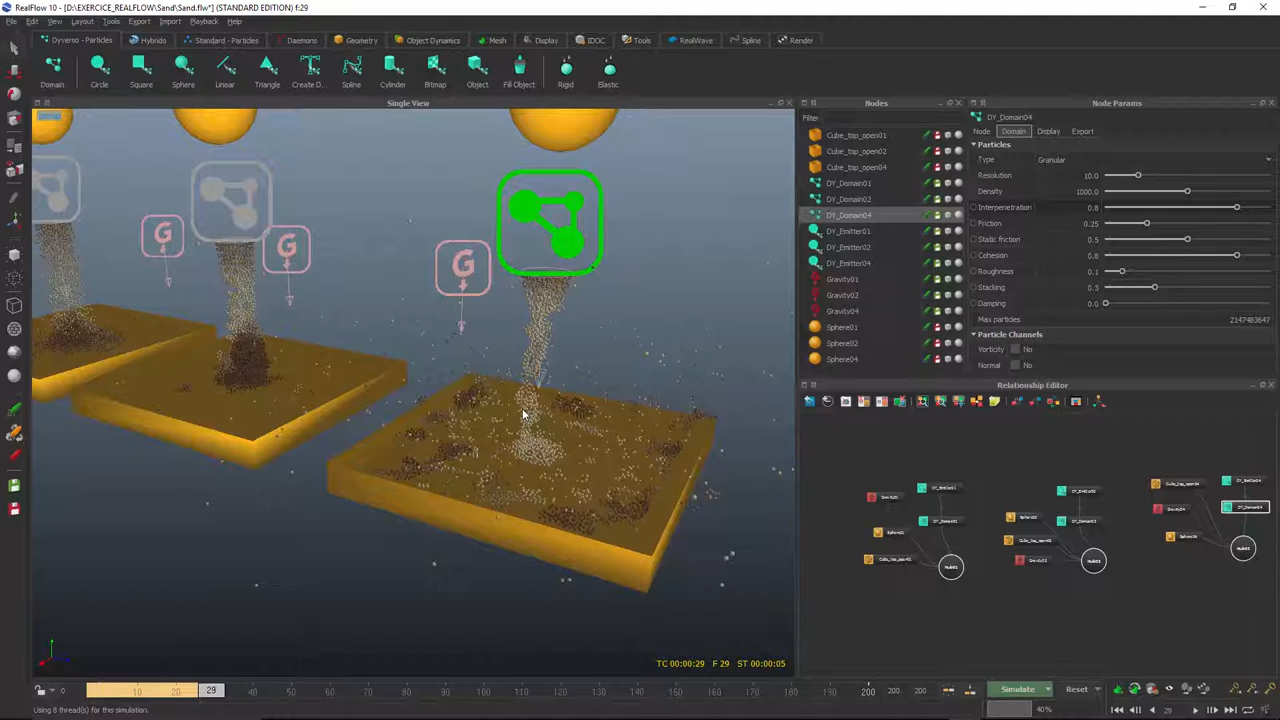 RealFlow 10 - [D:\EXERCICE_REALFLOW\Sand\Sand.flw*] (STANDARD EDITION) f:29
File Edit View Layout Tools Export Import Playback Help
Dyverso - Particles Hybrido Standard - Particles Daemons Geometry Object Dynamics Mesh Display IDOC Tools RealWave Spline Render
Domain Circle Square Sphere Linear Triangle Create D... Spline Cylinder Bitmap Object Fill Object Rigid Elastic
Single View
Nodes
Node Params
Filter
Cube_top_open01
Cube_top_open02
Cube_top_open04
DY_Domain01
DY_Domain02
DY_Domain04
DY_Emitter01
DY_Emitter02
DY_Emitter04
Gravity01
Gravity02
Gravity04
Sphere01
Sphere02
Sphere04
DY_Domain04
Node Domain Display Export
Particles
Type Granular
Resolution 10.0
Density 1000.0
Interpenetration 0.8
Friction 0.25
Static friction 0.5
Cohesion 0.8
Roughness 0.1
Stacking 0.3
Damping 0.0
Max particles 2147483647
Particle Channels
Vorticity No
Normal No
G
G
G
Relationship Editor
TC 00:00:29 F 29 ST 00:00:05
0 10 20 29 40 50 60 70 80 90 100 110 120 130 140 150 160 170 180 200 200 200
Simulate Reset
Using 8 thread(s) for this simulation.
40%
29